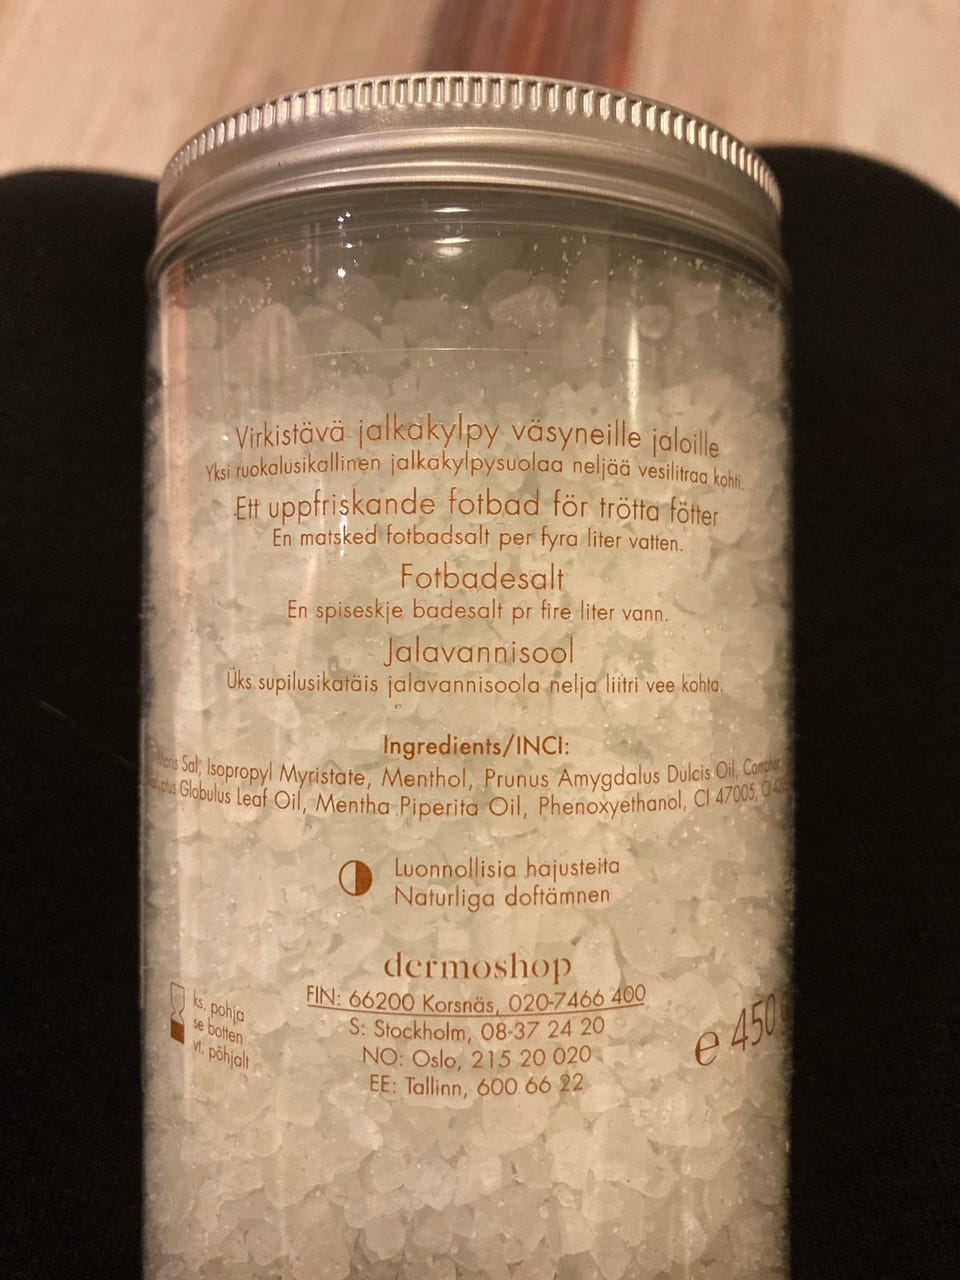 Virkistävä jalkakylpy väsyneille jaloille
Yksi ruokalusikallinen jalkakylpysuolaa neljää vesilitraa kohti.
Ett uppfriskande fotbad för trötta fötter
En matsked fotbadsalt per fyra liter vatten.
Fotbadesalt
En spiseskje badesalt pr fire liter vann.
Jalavannisool
Üks supilusikatäis jalavannisoola nelja liitri vee kohta.
Ingredients/INCI:
Maris Sal, Isopropyl Myristate, Menthol, Prunus Amygdalus Dulcis Oil,
Globulus Leaf Oil, Mentha Piperita Oil, Phenoxyethanol, CI 47005, CI
Luonnollisia hajusteita
Naturliga doftämnen
dermoshop
FIN: 66200 Korsnäs, 020-7466 400
S: Stockholm, 08-37 24 20
NO: Oslo, 215 20 020
EE: Tallinn, 600 66 22
ks. pohja
se botten
vt. põhjalt
e 450